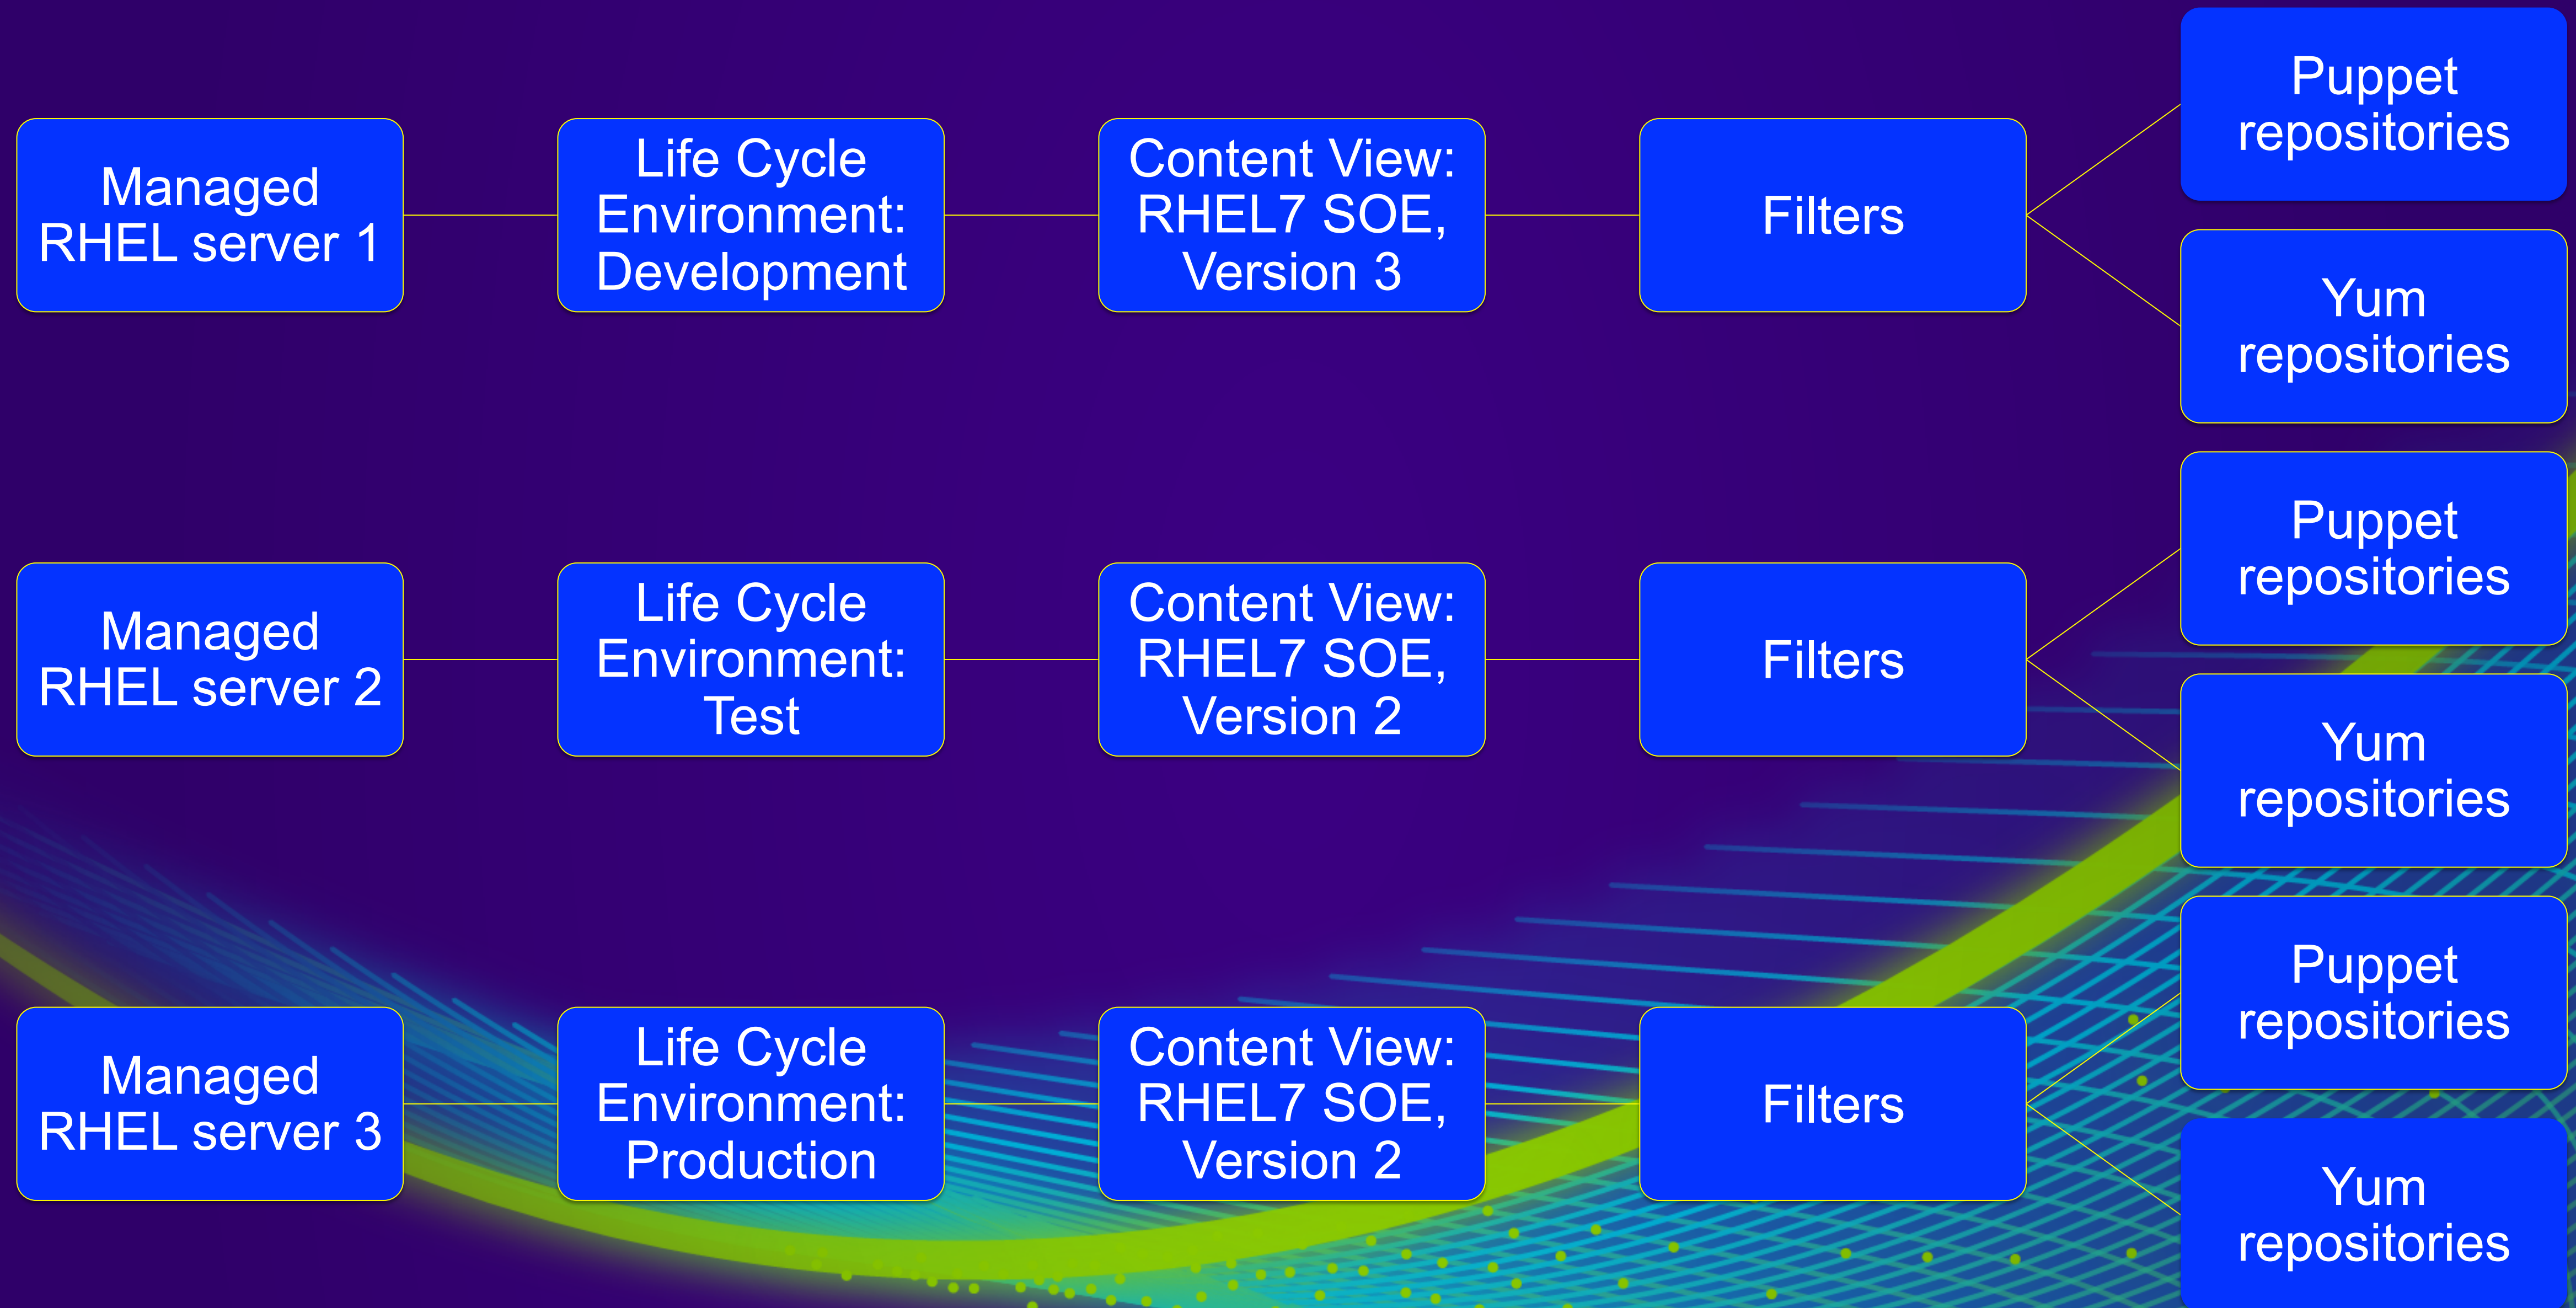 Managed
RHEL server 1
Life Cycle
Environment:
Development
Content View:
RHEL7 SOE,
Version 3
Filters
Puppet
repositories
Yum
repositories
Managed
RHEL server 2
Life Cycle
Environment:
Test
Content View:
RHEL7 SOE,
Version 2
Filters
Puppet
repositories
Yum
repositories
Managed
RHEL server 3
Life Cycle
Environment:
Production
Content View:
RHEL7 SOE,
Version 2
Filters
Puppet
repositories
Yum
repositories